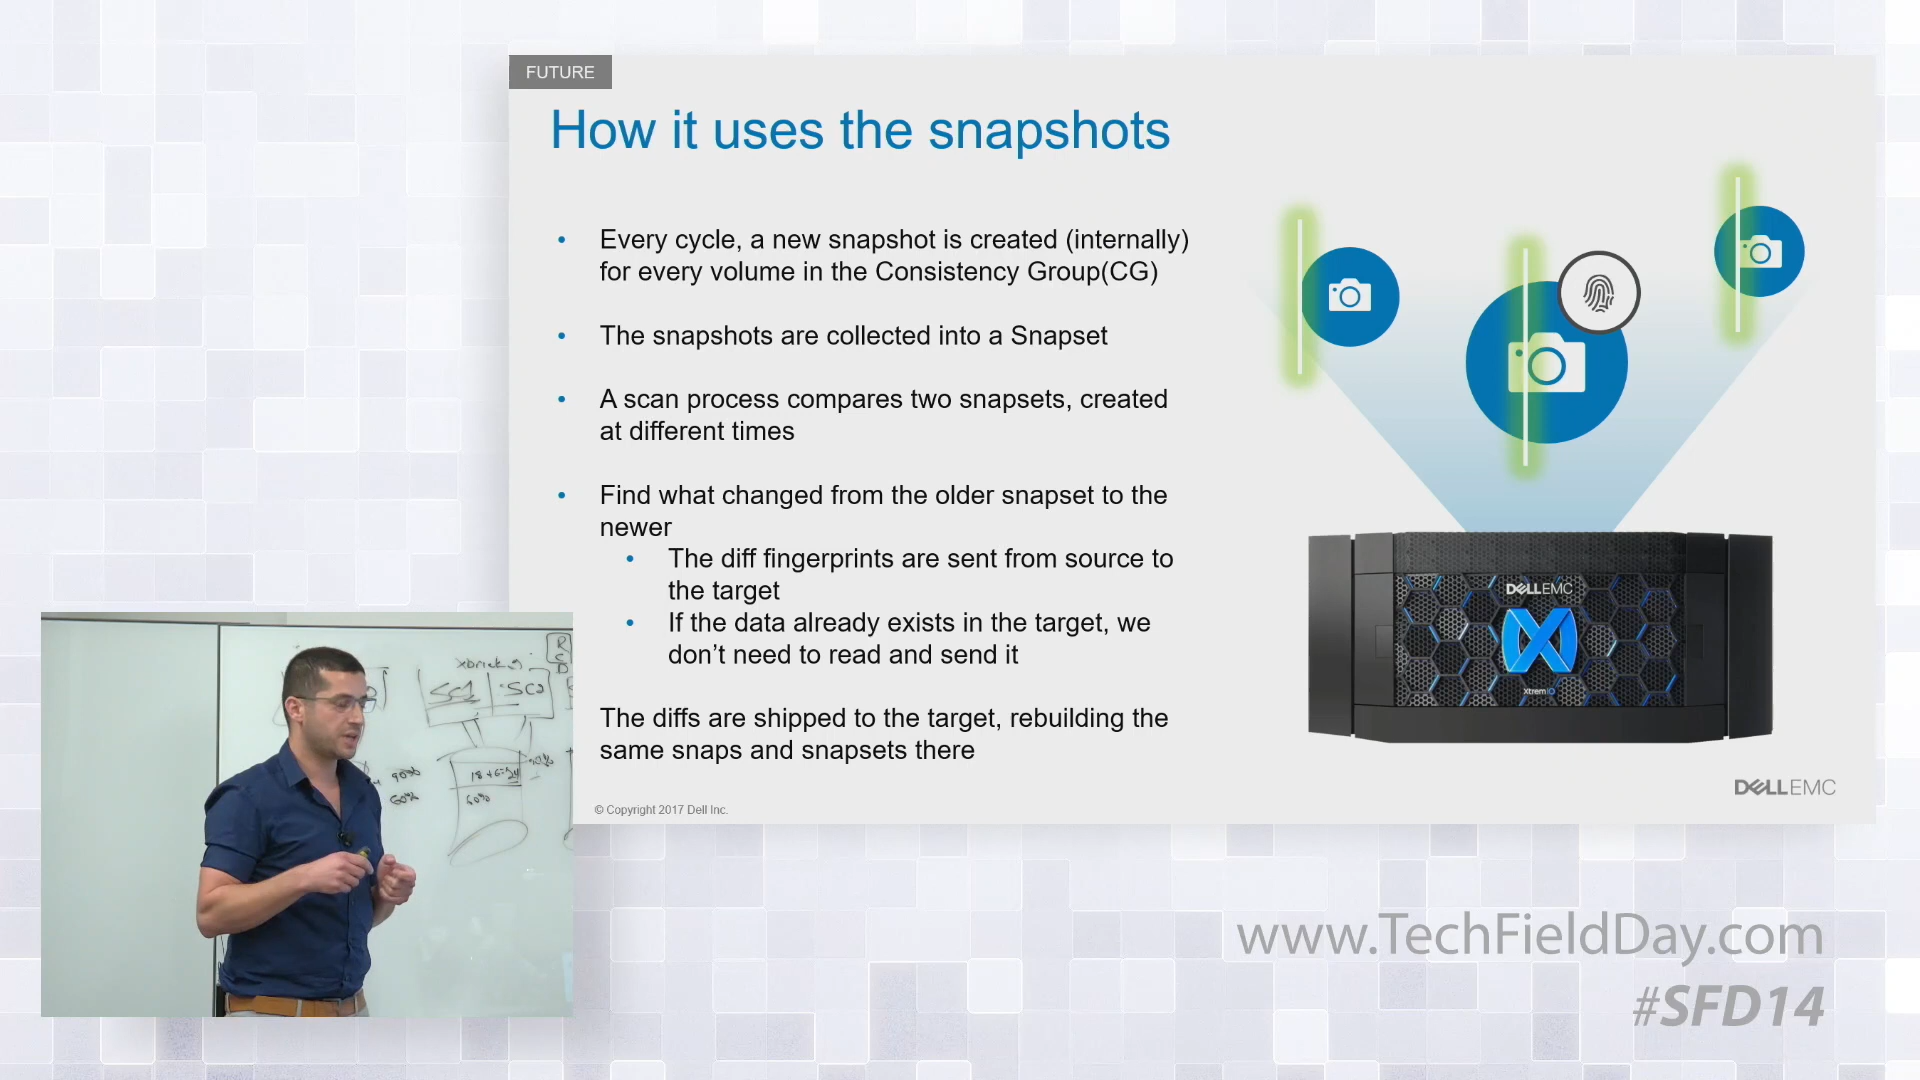 FUTURE
How it uses the snapshots
• Every cycle, a new snapshot is created (internally)
for every volume in the Consistency Group(CG)
• The snapshots are collected into a Snapset
• A scan process compares two snapsets, created
at different times
• Find what changed from the older snapset to the
newer
• The diff fingerprints are sent from source to
the target
• If the data already exists in the target, we
don't need to read and send it
The diffs are shipped to the target, rebuilding the
same snaps and snapsets there
© Copyright 2017 Dell Inc.
DELLEMC
XtremIO
DELLEMC
SC1 SC2
90%
60%
60%
www.TechFieldDay.com
#SFD14